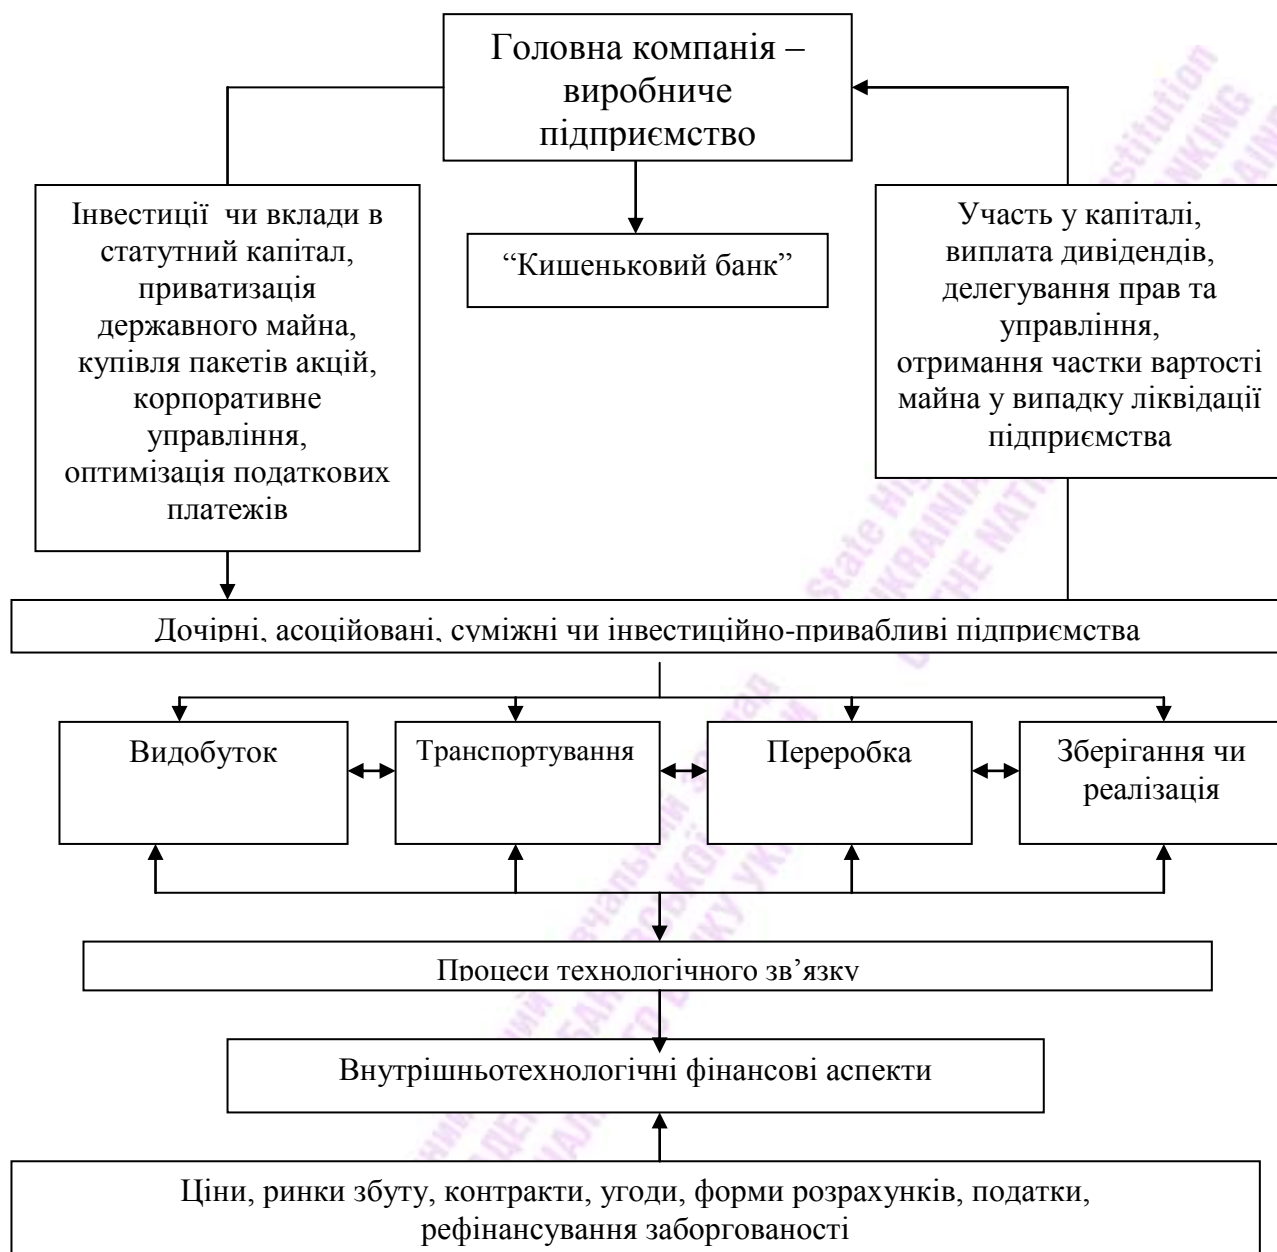 Головна компанія –
виробниче
підприємство
Інвестиції чи вклади в
статутний капітал,
приватизація
державного майна,
купівля пакетів акцій,
корпоративне
управління,
оптимізація податкових
платежів
“Кишеньковий банк”
Участь у капіталі,
виплата дивідендів,
делегування прав та
управління,
отримання частки вартості
майна у випадку ліквідації
підприємства
Дочірні, асоційовані, суміжні чи інвестиційно-привабливі підприємства
Видобуток
Транспортування
Переробка
Зберігання чи
реалізація
Процеси технологічного зв’язку
Внутрішньотехнологічні фінансові аспекти
Ціни, ринки збуту, контракти, угоди, форми розрахунків, податки,
рефінансування заборгованості